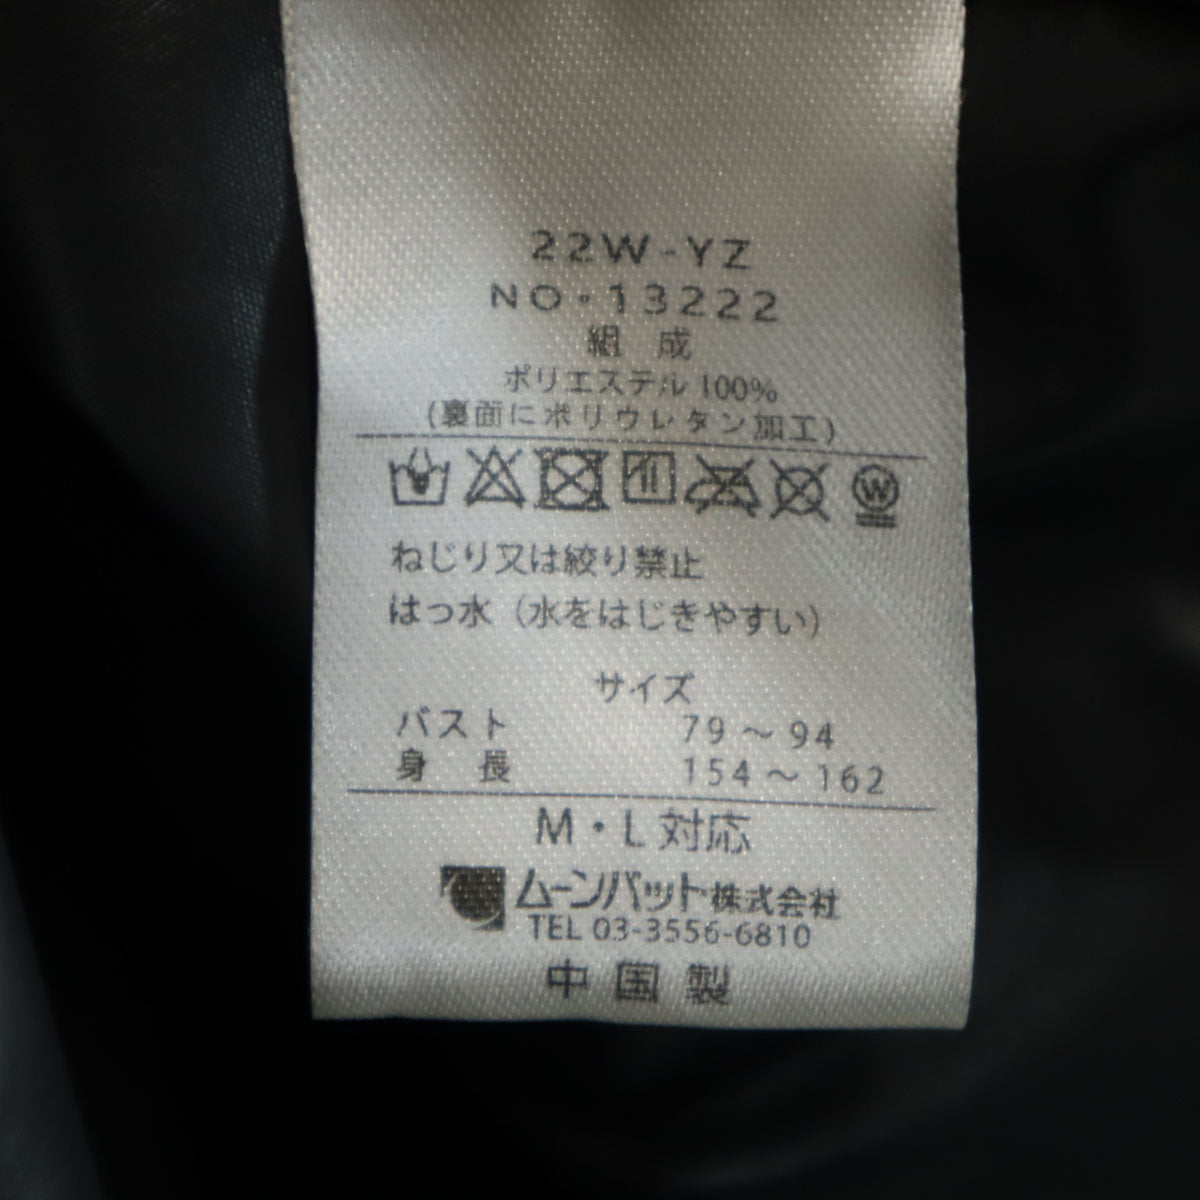 22W-YZ
NO・13222
組 成
ポリエステル 100%
(裏面にポリウレタン加工)
W
ねじり又は絞り禁止
はっ水（水をはじきやすい）
サイズ
バスト 79～94
身 長 154～162
M・L対応
ムーンバット株式会社
TEL 03-3556-6810
中国製